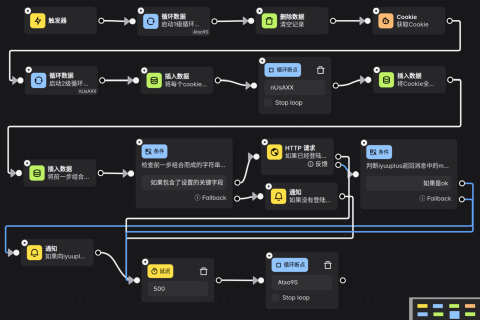 触发器
循环数据
启动1级循环...
AtxoRS
删除数据
清空记录
Cookie
获取Cookie
循环数据
启动2级循环...
nUsAXX
插入数据
将每个cookie...
循环断点
nUsAXX
Stop loop
插入数据
将Cookie全...
插入数据
将前一步组合...
条件
检查前一步组合而成的字符串...
如果包含了设置的关键字段
Fallback
HTTP 请求
如果已经登陆...
反馈
通知
如果没有登陆...
条件
判断iyuuplus返回消息中的m...
如果是ok
Fallback
通知
如果向iyuupl...
延迟
500
循环断点
AtxoRS
Stop loop